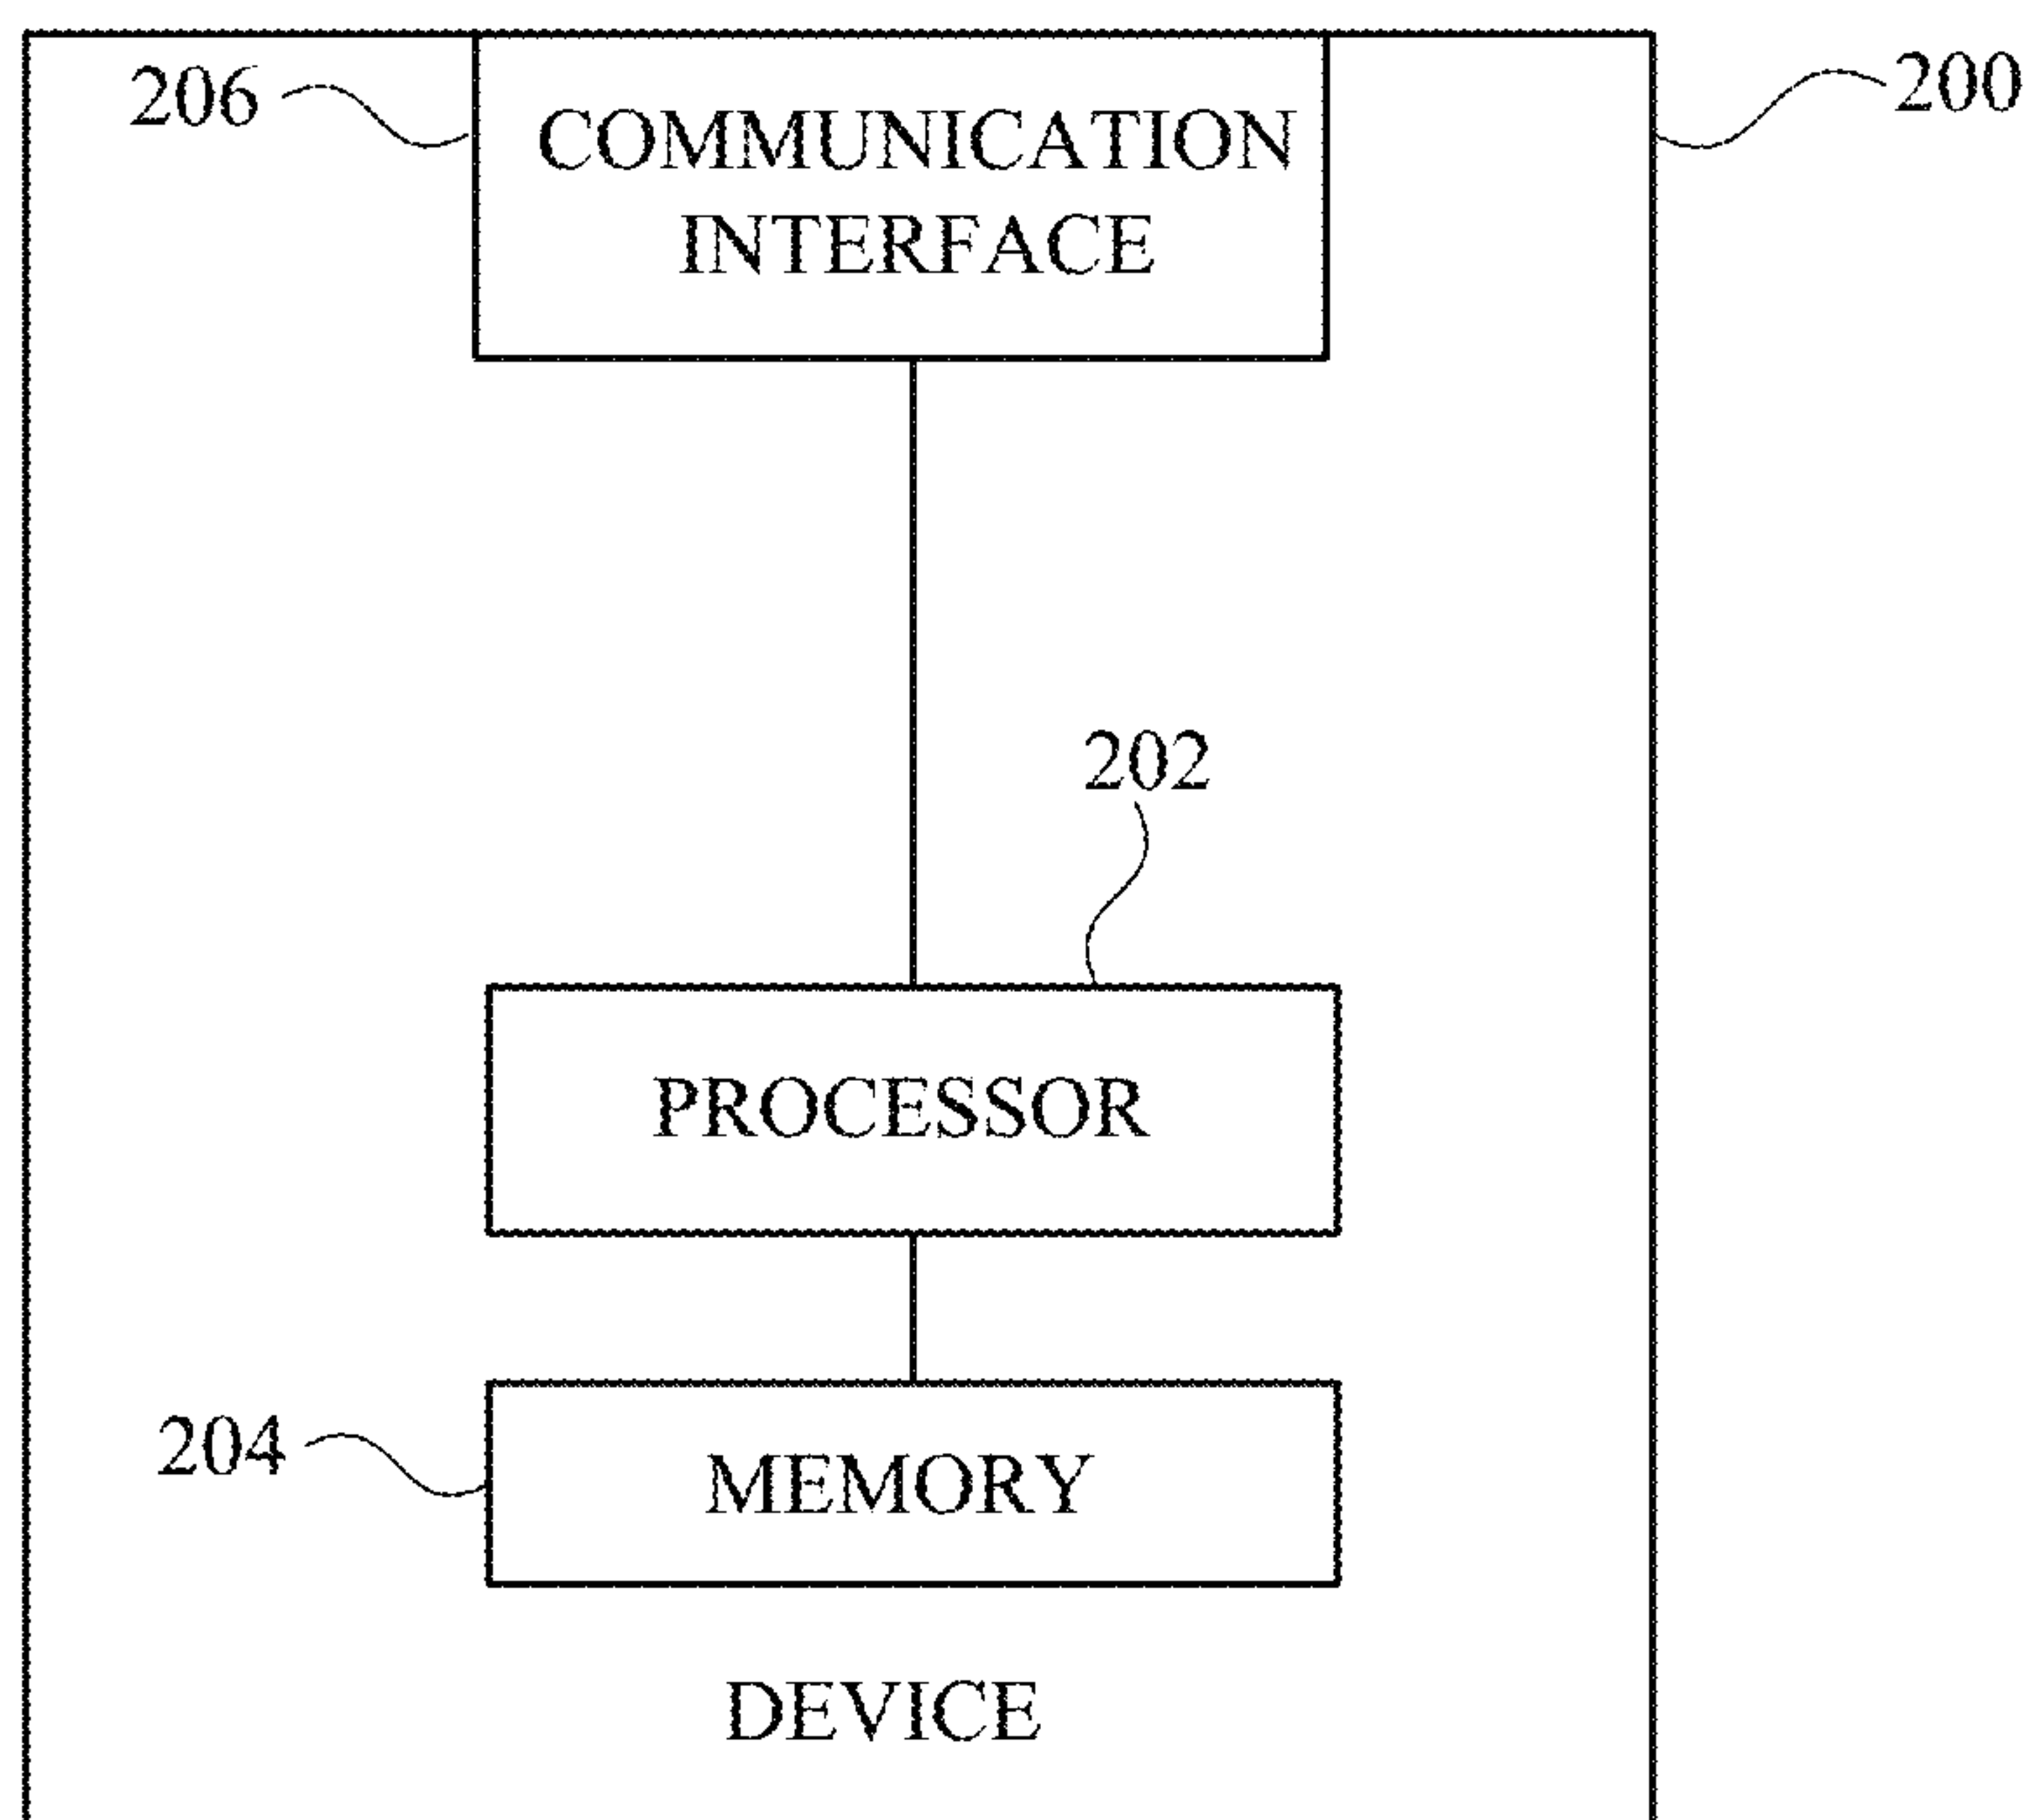 206
200
COMMUNICATION
INTERFACE
202
PROCESSOR
204
MEMORY
DEVICE